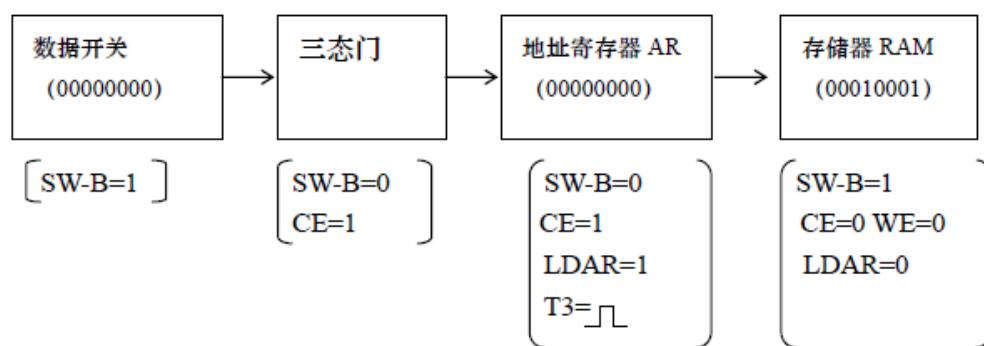 数据开关
(00000000)
三态门
地址寄存器 AR
(00000000)
存储器 RAM
(00010001)
SW-B=1
SW-B=0
CE=1
SW-B=0
CE=1
LDAR=1
T3=
SW-B=1
CE=0 WE=0
LDAR=0